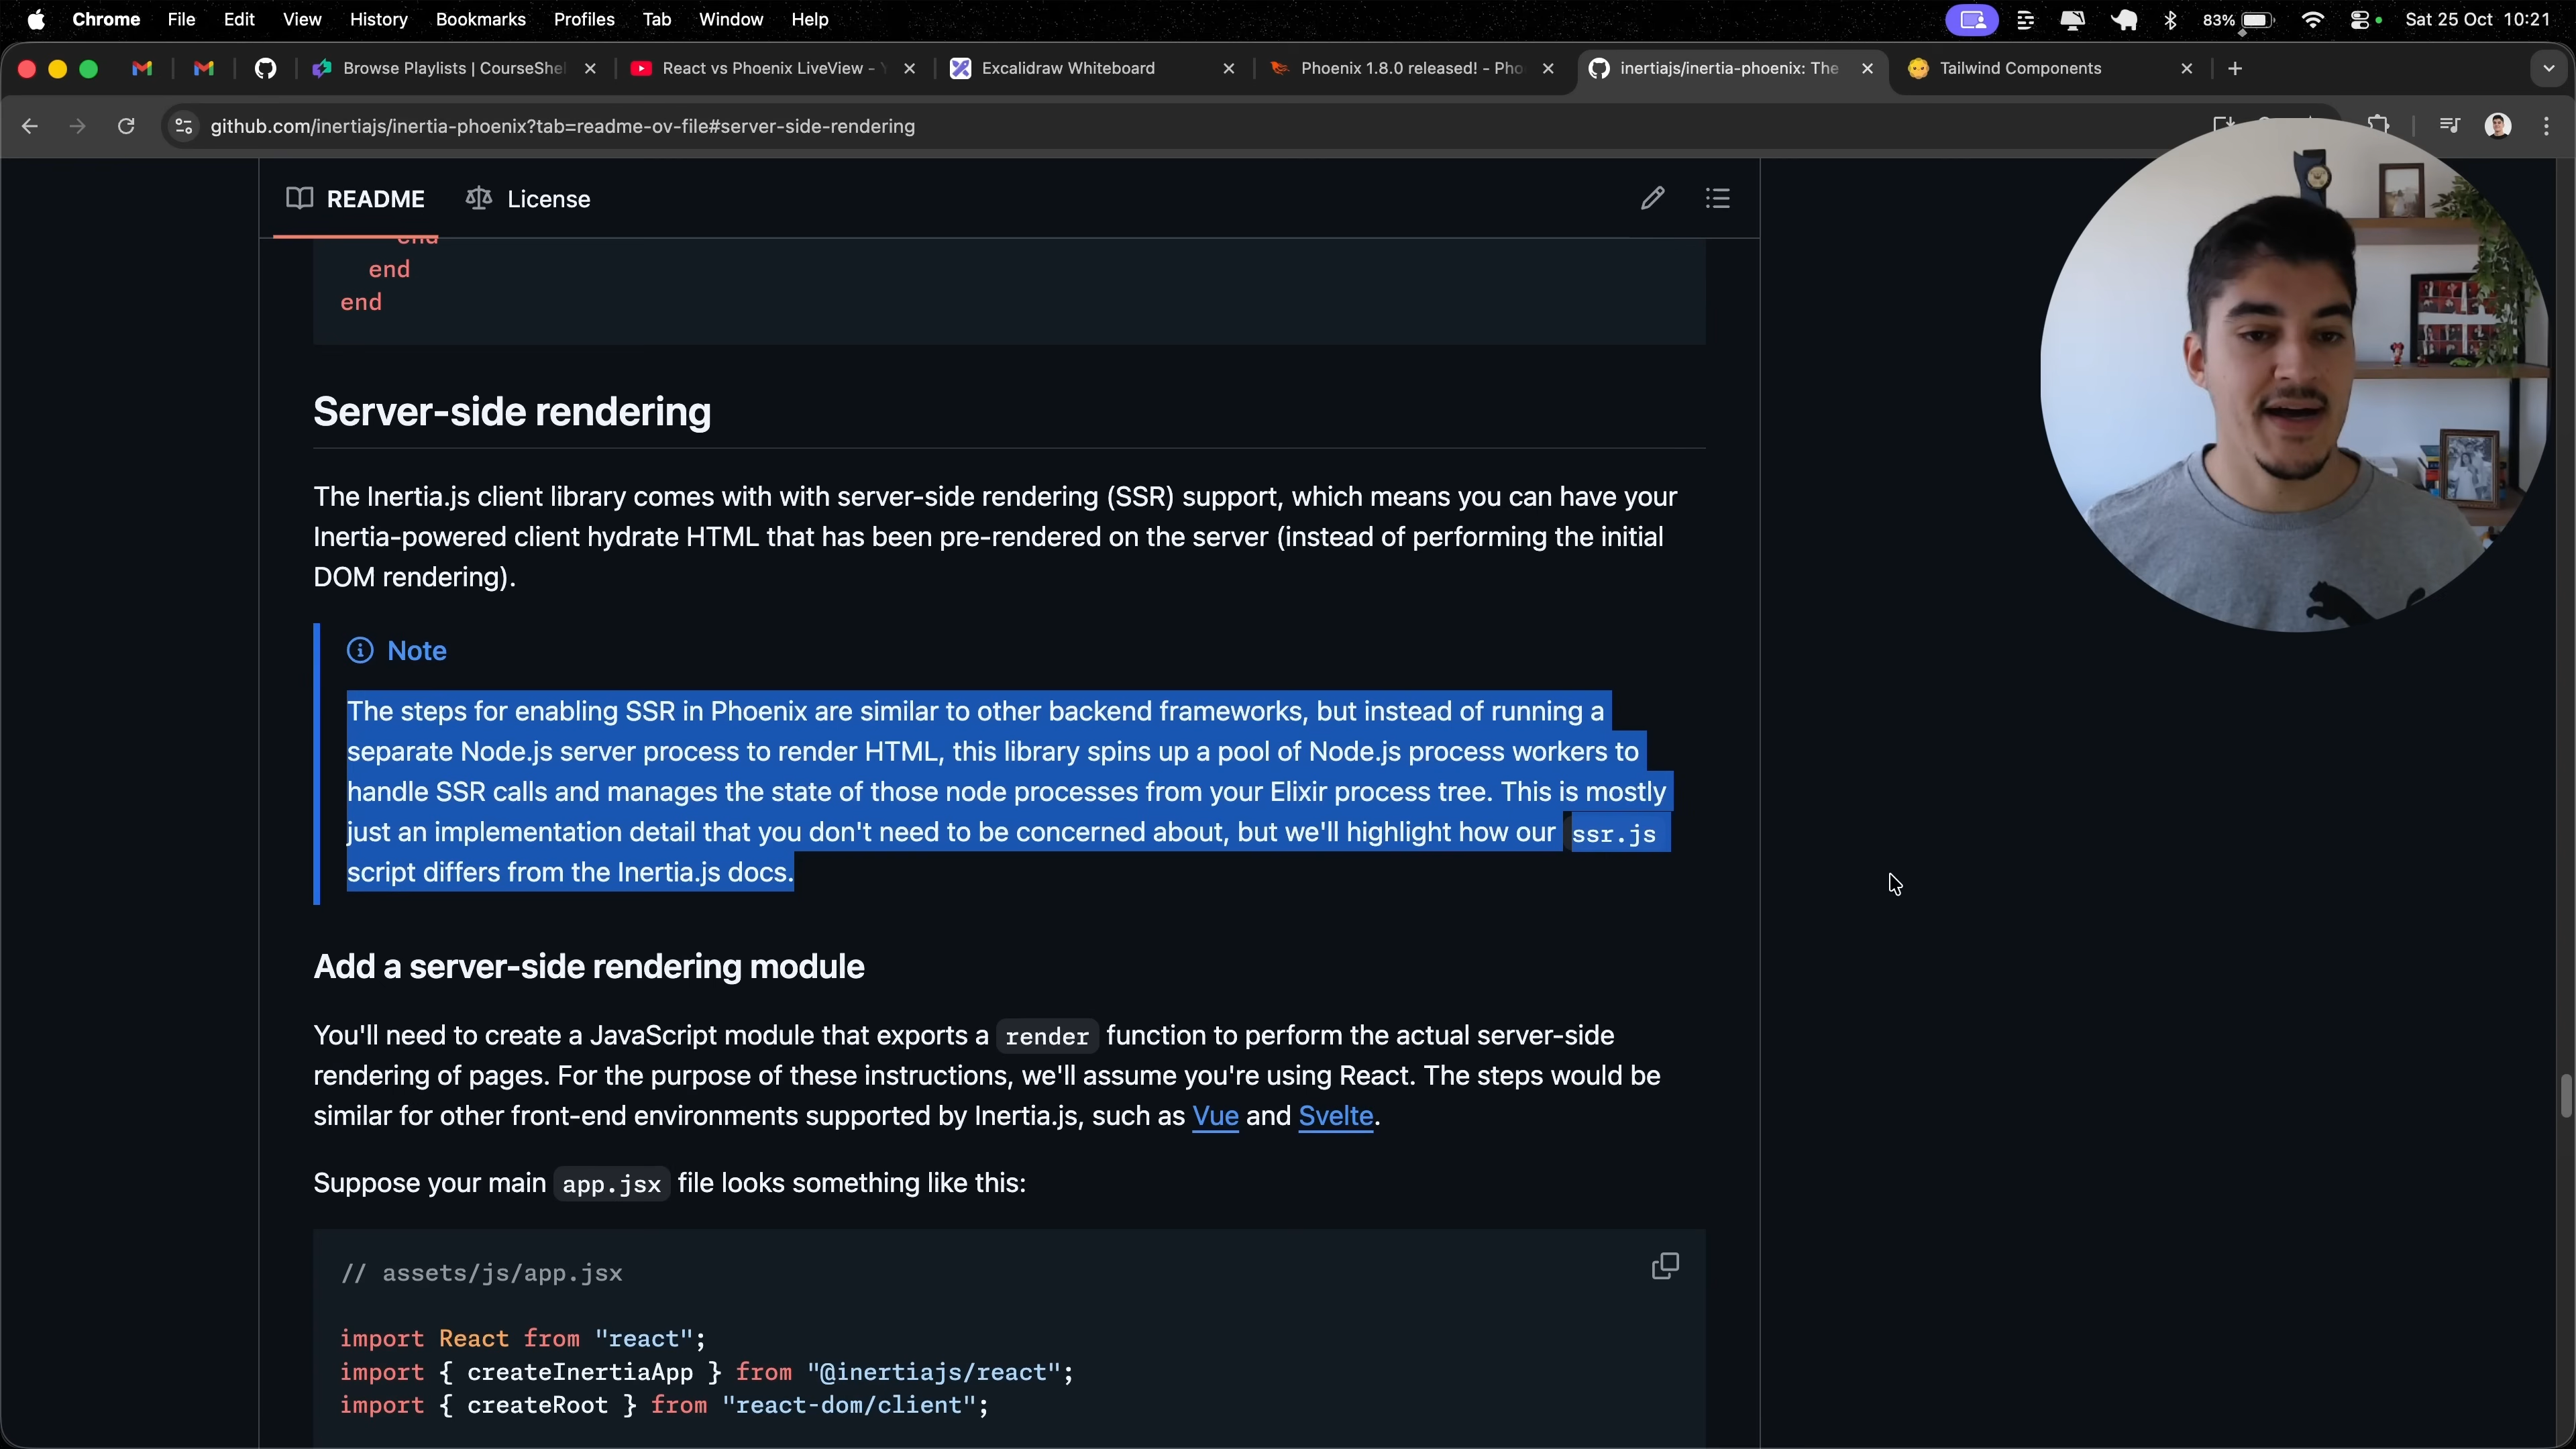 Chrome File Edit View History Bookmarks Profiles Tab Window Help 83% Sat 25 Oct 10:21
Browse Playlists | CourseShel React vs Phoenix LiveView - Y Excalidraw Whiteboard Phoenix 1.8.0 released! - Pho inertiajs/inertia-phoenix: The Tailwind Components
github.com/inertiajs/inertia-phoenix?tab=readme-ov-file#server-side-rendering
README License
end
end
end
Server-side rendering
The Inertia.js client library comes with with server-side rendering (SSR) support, which means you can have your
Inertia-powered client hydrate HTML that has been pre-rendered on the server (instead of performing the initial
DOM rendering).
Note
The steps for enabling SSR in Phoenix are similar to other backend frameworks, but instead of running a
separate Node.js server process to render HTML, this library spins up a pool of Node.js process workers to
handle SSR calls and manages the state of those node processes from your Elixir process tree. This is mostly
just an implementation detail that you don't need to be concerned about, but we'll highlight how our ssr.js
script differs from the Inertia.js docs.
Add a server-side rendering module
You'll need to create a JavaScript module that exports a render function to perform the actual server-side
rendering of pages. For the purpose of these instructions, we'll assume you're using React. The steps would be
similar for other front-end environments supported by Inertia.js, such as Vue and Svelte.
Suppose your main app.jsx file looks something like this:
// assets/js/app.jsx
import React from "react";
import { createInertiaApp } from "@inertiajs/react";
import { createRoot } from "react-dom/client";